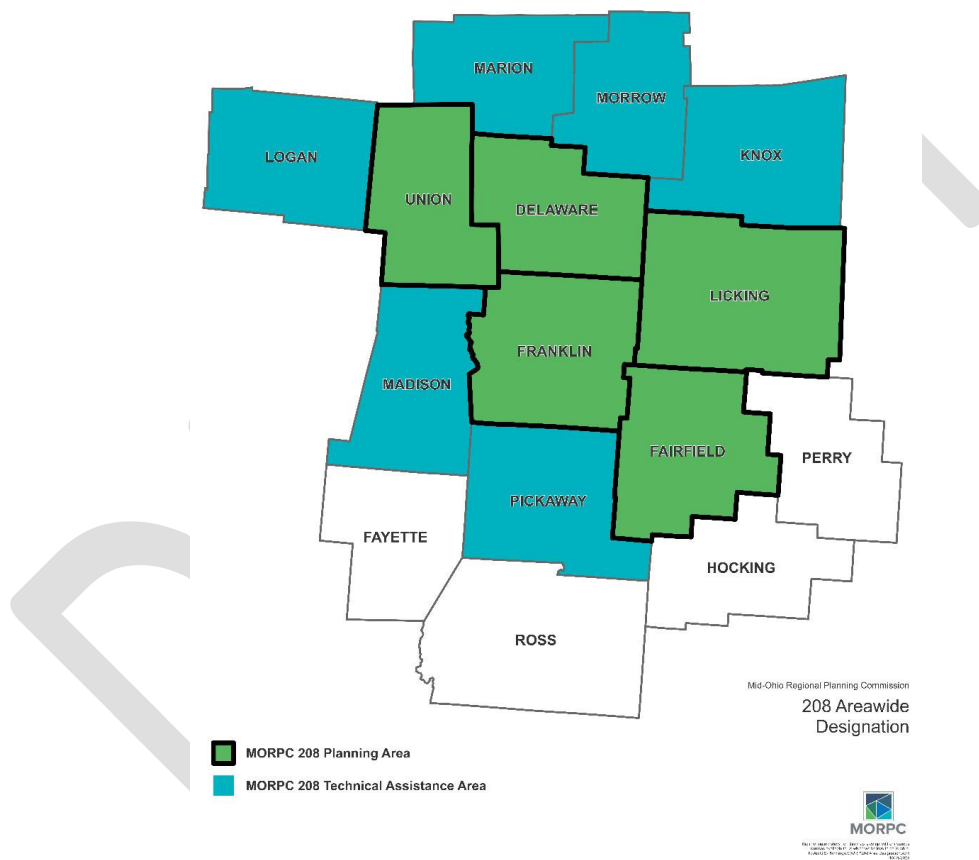 MARION
MORROW
LOGAN
KNOX
UNION
DELAWARE
LICKING
FRANKLIN
MADISON
FAIRFIELD
PERRY
PICKAWAY
FAYETTE
HOCKING
ROSS
Mid-Ohio Regional Planning Commission
208 Areawide
Designation
MORPC 208 Planning Area
MORPC 208 Technical Assistance Area
MORPC